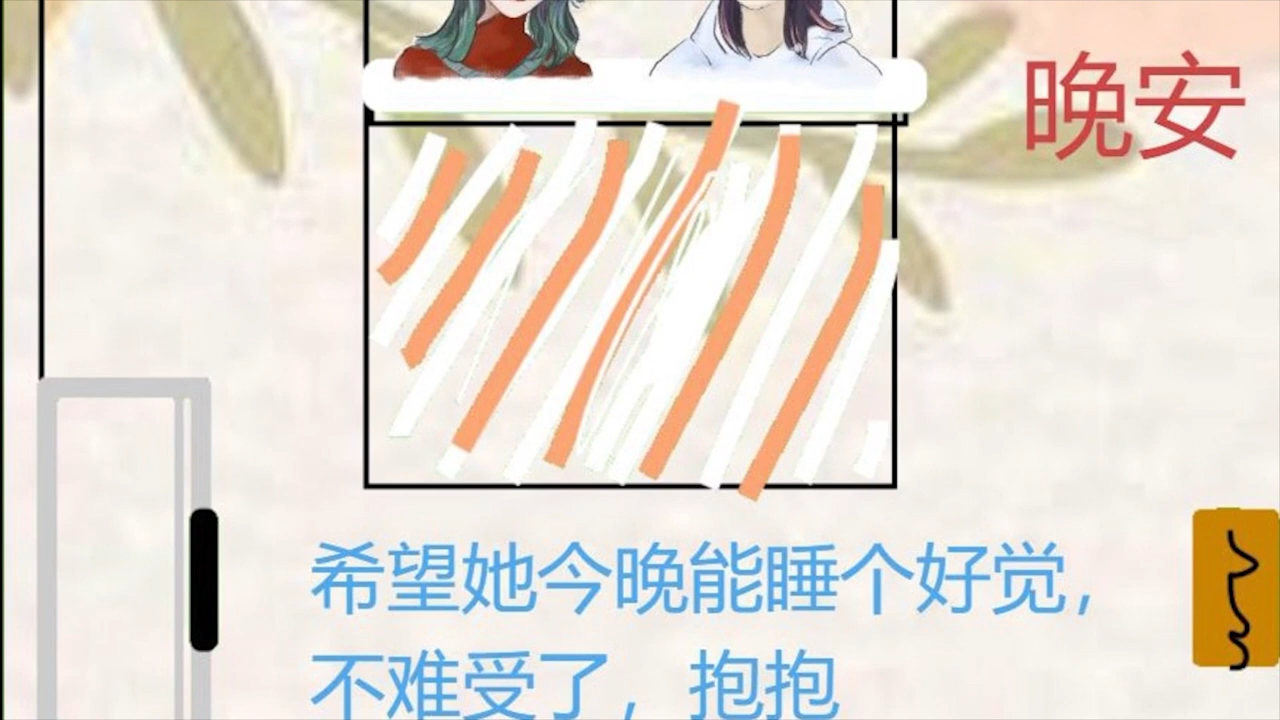 晚安
希望她今晚能睡个好觉，
不难受了，抱抱